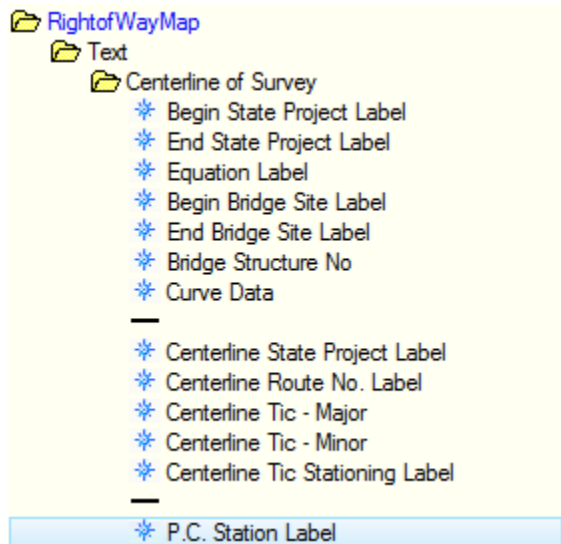 RightofWayMap
Text
Centerline of Survey
Begin State Project Label
End State Project Label
Equation Label
Begin Bridge Site Label
End Bridge Site Label
Bridge Structure No
Curve Data
Centerline State Project Label
Centerline Route No. Label
Centerline Tic - Major
Centerline Tic - Minor
Centerline Tic Stationing Label
P.C. Station Label